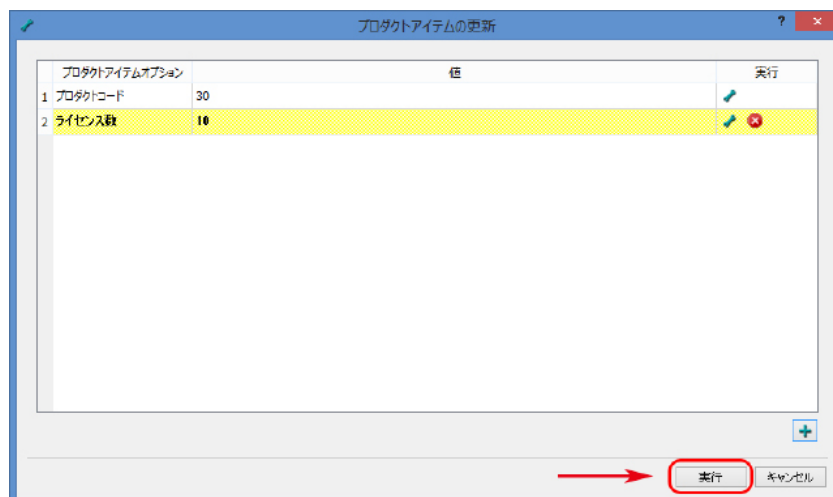 プロダクトアイテムの更新 ?
プロダクトアイテムオプション 値 実行
1 プロダクトコード 30
2 ライセンス数 10
実行 キャンセル